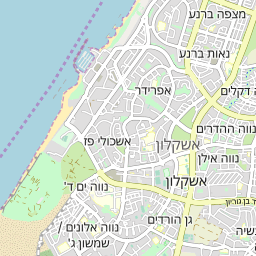 מצפה ברנע
נאות ברנע
אפרידר
דקלים
נווה ההדרים
אשכולי פז
אשקלון
נווה אילן
אשקלון
נווה ים ד'
גן הורדים
נווה אלונים /
שמשון ג'